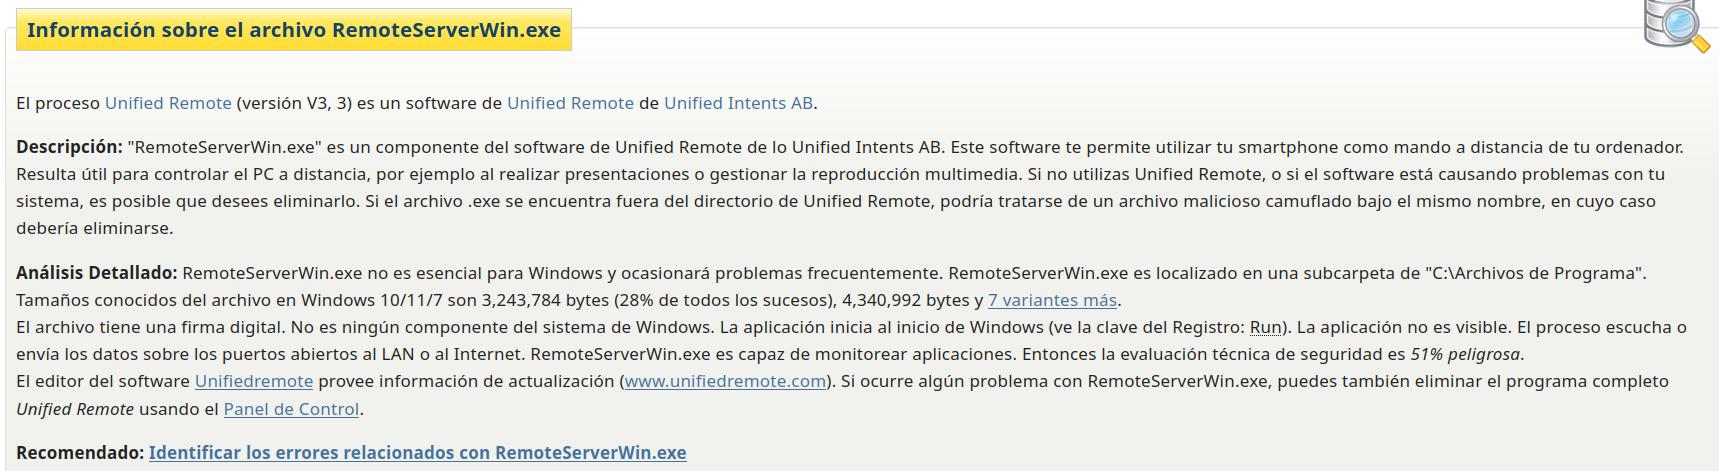 Información sobre el archivo RemoteServerWin.exe
El proceso Unified Remote (versión V3, 3) es un software de Unified Remote de Unified Intents AB.
Descripción: "RemoteServerWin.exe" es un componente del software de Unified Remote de lo Unified Intents AB. Este software te permite utilizar tu smartphone como mando a distancia de tu ordenador.
Resulta útil para controlar el PC a distancia, por ejemplo al realizar presentaciones o gestionar la reproducción multimedia. Si no utilizas Unified Remote, o si el software está causando problemas con tu
sistema, es posible que desees eliminarlo. Si el archivo .exe se encuentra fuera del directorio de Unified Remote, podría tratarse de un archivo malicioso camuflado bajo el mismo nombre, en cuyo caso
debería eliminarse.
Análisis Detallado: RemoteServerWin.exe no es esencial para Windows y ocasionará problemas frecuentemente. RemoteServerWin.exe es localizado en una subcarpeta de "C:\Archivos de Programa".
Tamaños conocidos del archivo en Windows 10/11/7 son 3,243,784 bytes (28% de todos los sucesos), 4,340,992 bytes y 7 variantes más.
El archivo tiene una firma digital. No es ningún componente del sistema de Windows. La aplicación inicia al inicio de Windows (ve la clave del Registro: Run). La aplicación no es visible. El proceso escucha o
envía los datos sobre los puertos abiertos al LAN o al Internet. RemoteServerWin.exe es capaz de monitorear aplicaciones. Entonces la evaluación técnica de seguridad es 51% peligrosa.
El editor del software Unifiedremote provee información de actualización (www.unifiedremote.com). Si ocurre algún problema con RemoteServerWin.exe, puedes también eliminar el programa completo
Unified Remote usando el Panel de Control.
Recomendado: Identificar los errores relacionados con RemoteServerWin.exe